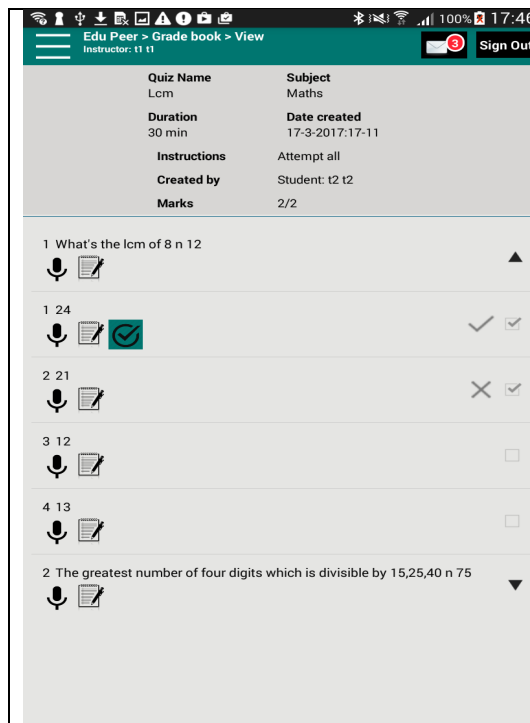 100% 17:46
Edu Peer > Grade book > View
Instructor: t1 t1
3
Sign Out
Quiz Name Subject
Lcm Maths
Duration Date created
30 min 17-3-2017:17-11
Instructions Attempt all
Created by Student: t2 t2
Marks 2/2
1 What's the lcm of 8 n 12
1 24
2 21
3 12
4 13
2 The greatest number of four digits which is divisible by 15,25,40 n 75